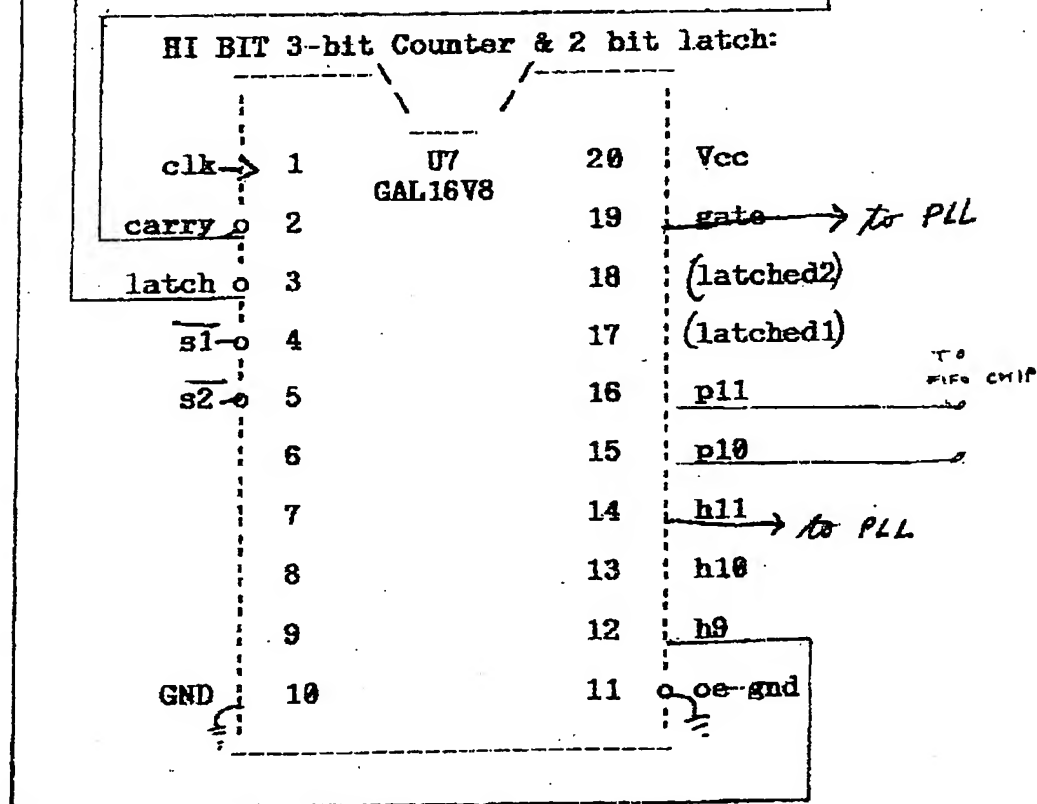 HI BIT 3-bit Counter & 2 bit latch:
clk 1 U7 20 Vcc
GAL16V8
carry 2 19 gate to PLL
latch 3 18 (latched2)
s1 4 17 (latched1)
TO
FIFO CHIP
s2 5 16 p11
6 15 p10
7 14 h11 to PLL
8 13 h10
9 12 h9
GND 10 11 oe-gnd